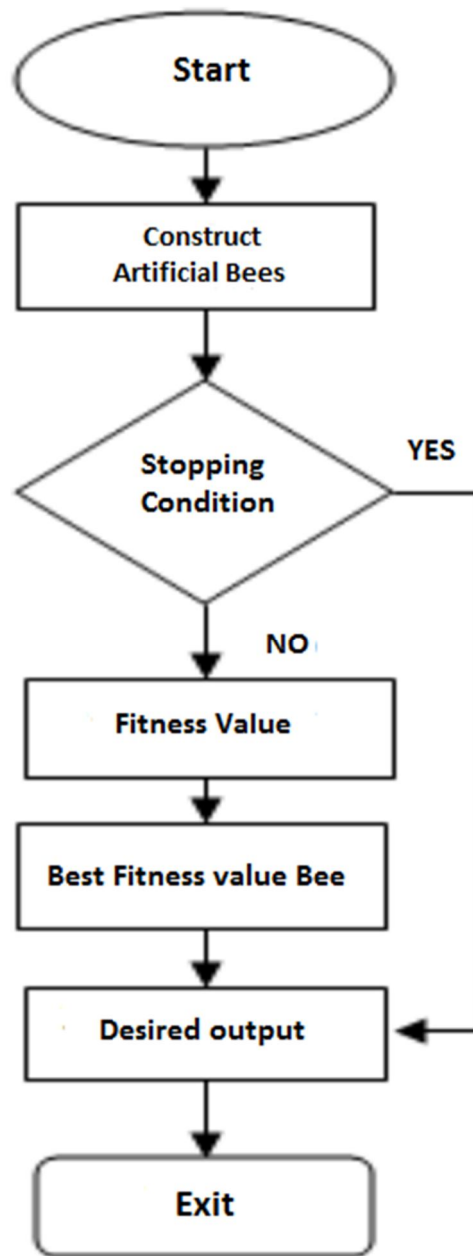 Start
Construct
Artificial Bees
Stopping
Condition
YES
NO
Fitness Value
Best Fitness value Bee
Desired output
Exit